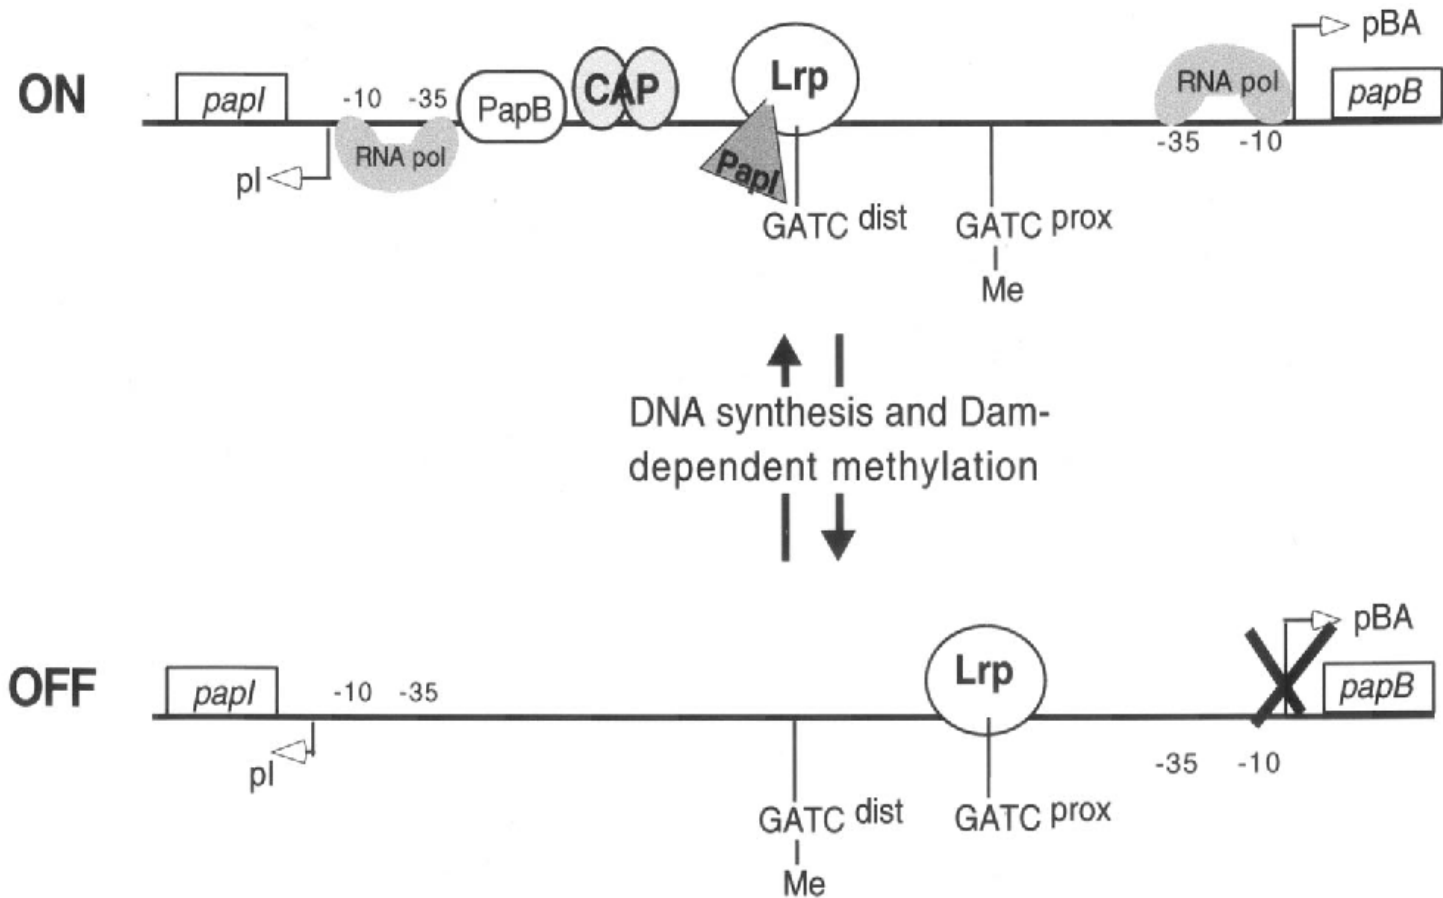 pBA
ON
papI
-10
-35
PapB
CAP
Lrp
RNA pol
papB
RNA pol
-35
-10
pI
PapI
GATC dist
GATC prox
Me
DNA synthesis and Dam-
dependent methylation
pBA
OFF
papI
-10
-35
Lrp
papB
pI
-35
-10
GATC dist
GATC prox
Me